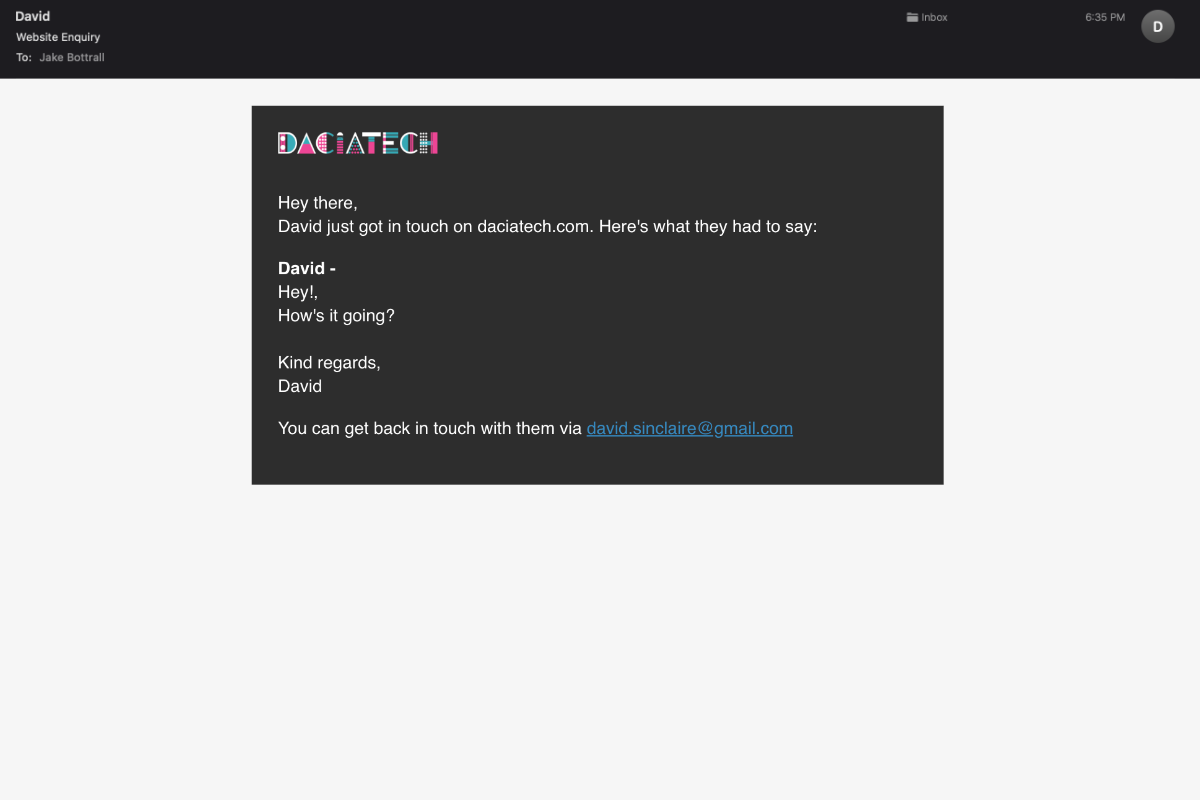 David
Inbox
6:35 PM
D
Website Enquiry
To: Jake Bottrall
DACIATECH
Hey there,
David just got in touch on daciatech.com. Here's what they had to say:
David -
Hey!,
How's it going?
Kind regards,
David
You can get back in touch with them via david.sinclaire@gmail.com